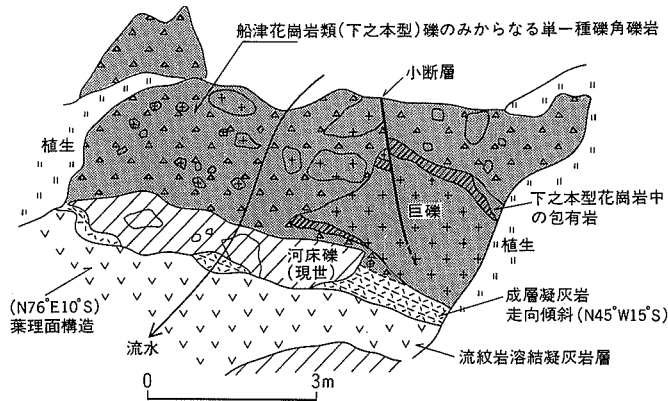 船津花崗岩類(下之本型)礫のみからなる単一種礫角礫岩
小断層
植生
巨礫
下之本型花崗岩中
の包有岩
植生
河床礫
(現世)
(N76°E10°S)
葉理面構造
流水
成層凝灰岩
走向傾斜(N45°W15°S)
流紋岩溶結凝灰岩層
0
3m